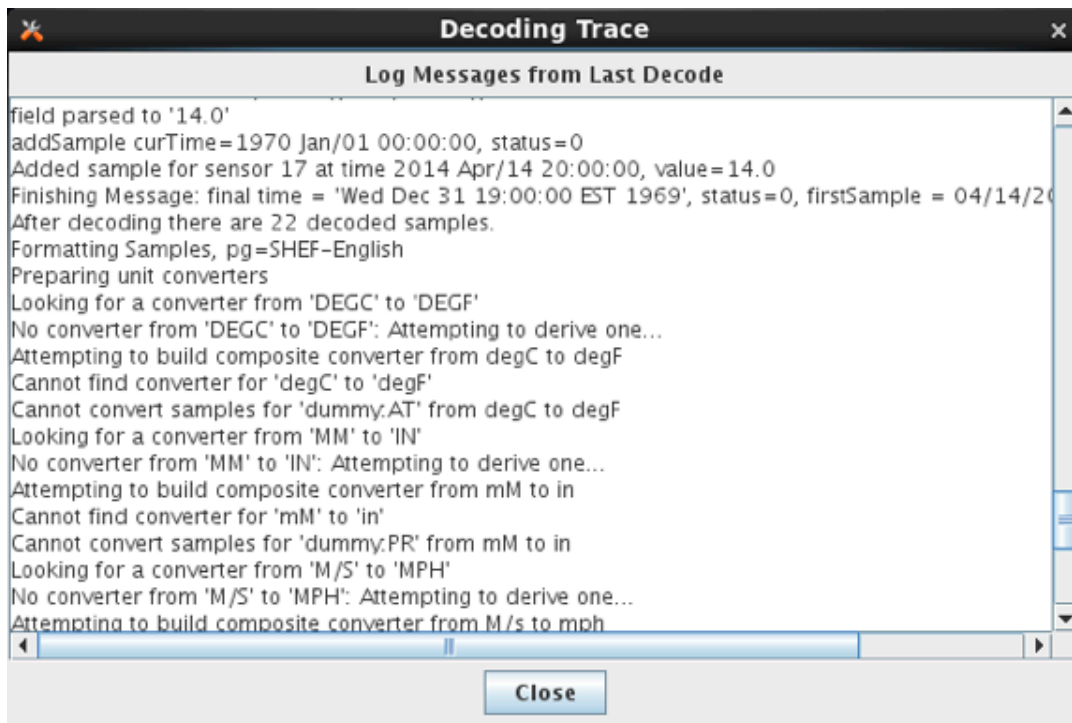 Decoding Trace
Log Messages from Last Decode
field parsed to '14.0'
addSample curTime=1970 Jan/01 00:00:00, status=0
Added sample for sensor 17 at time 2014 Apr/14 20:00:00, value=14.0
Finishing Message: final time = 'Wed Dec 31 19:00:00 EST 1969', status=0, firstSample = 04/14/20
After decoding there are 22 decoded samples.
Formatting Samples, pg=SHEF-English
Preparing unit converters
Looking for a converter from 'DEGC' to 'DEGF'
No converter from 'DEGC' to 'DEGF': Attempting to derive one...
Attempting to build composite converter from degC to degF
Cannot find converter for 'degC' to 'degF'
Cannot convert samples for 'dummy:AT' from degC to degF
Looking for a converter from 'MM' to 'IN'
No converter from 'MM' to 'IN': Attempting to derive one...
Attempting to build composite converter from mM to in
Cannot find converter for 'mM' to 'in'
Cannot convert samples for 'dummy:PR' from mM to in
Looking for a converter from 'M/S' to 'MPH'
No converter from 'M/S' to 'MPH': Attempting to derive one...
Attempting to build composite converter from M/s to mph
Close